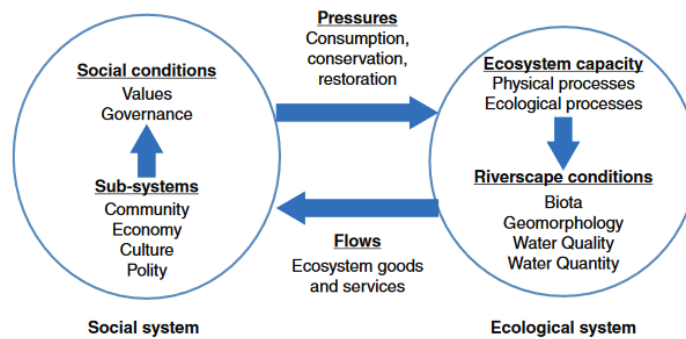 Pressures
Consumption,
conservation,
restoration
Social conditions
Values
Governance
Sub-systems
Community
Economy
Culture
Polity
Ecosystem capacity
Physical processes
Ecological processes
Riverscape conditions
Biota
Geomorphology
Water Quality
Water Quantity
Flows
Ecosystem goods
and services
Social system
Ecological system